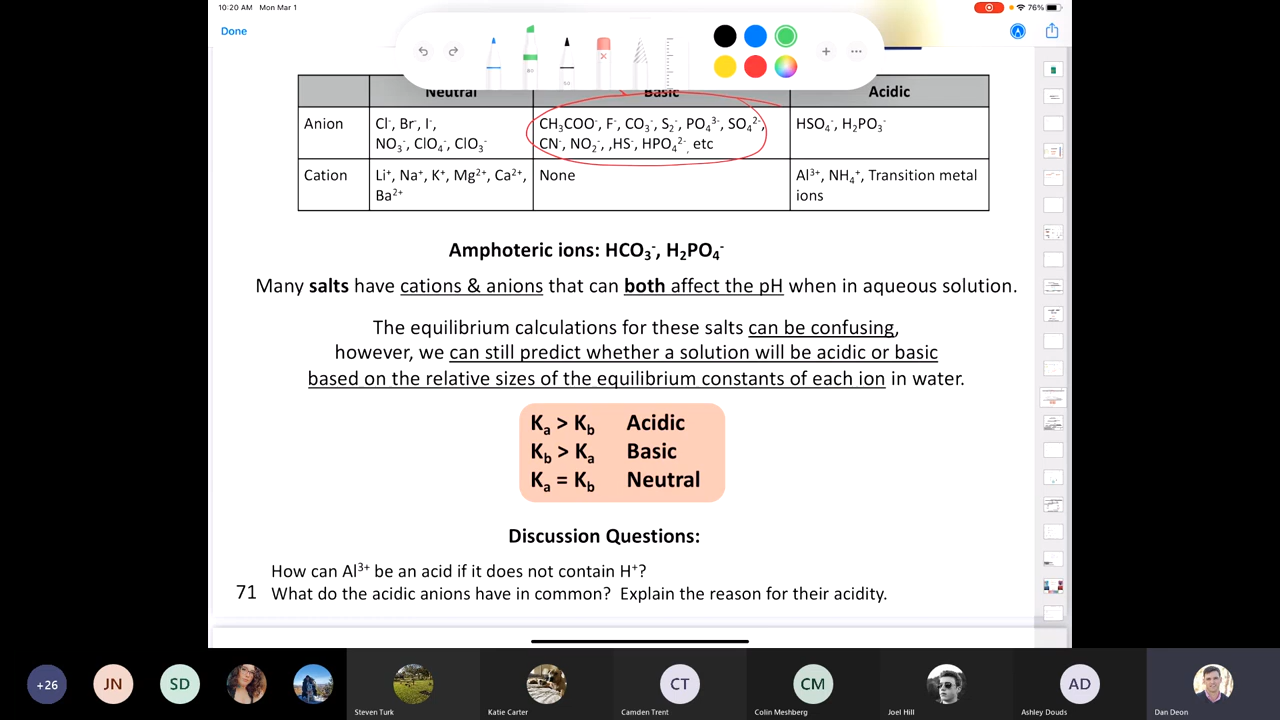 10:20 AM Mon Mar 1
76%
Done
Neutral Basic Acidic
Anion Cl⁻, Br⁻, I⁻, CH₃COO⁻, F⁻, CO₃⁻, S₂⁻, PO₄³⁻, SO₄²⁻, HSO₄⁻, H₂PO₃⁻
NO₃⁻, ClO₄⁻, ClO₃⁻ CN⁻, NO₂⁻, ,HS⁻, HPO₄²⁻, etc
Cation Li⁺, Na⁺, K⁺, Mg²⁺, Ca²⁺, None Al³⁺, NH₄⁺, Transition metal
Ba²⁺ ions
Amphoteric ions: HCO₃⁻, H₂PO₄⁻
Many salts have cations & anions that can both affect the pH when in aqueous solution.
The equilibrium calculations for these salts can be confusing,
however, we can still predict whether a solution will be acidic or basic
based on the relative sizes of the equilibrium constants of each ion in water.
Kₐ > K_b Acidic
K_b > Kₐ Basic
Kₐ = K_b Neutral
Discussion Questions:
How can Al³⁺ be an acid if it does not contain H⁺?
71 What do the acidic anions have in common? Explain the reason for their acidity.
+26 JN SD CT CM AD
Steven Turk Katie Carter Camden Trent Colin Meshberg Joel Hill Ashley Douds Dan Deon